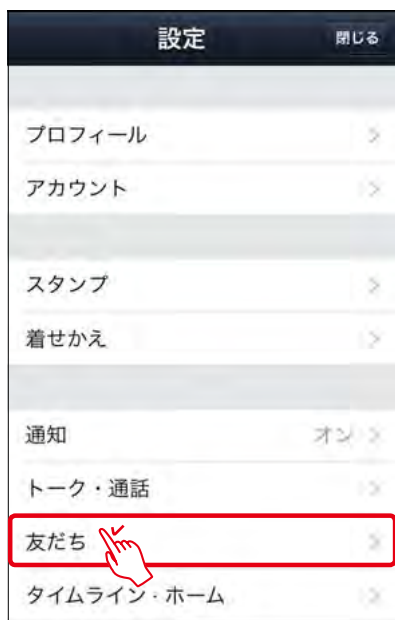 設定 閉じる
プロフィール
アカウント
スタンプ
着せかえ
通知 オン
トーク・通話
友だち
タイムライン・ホーム